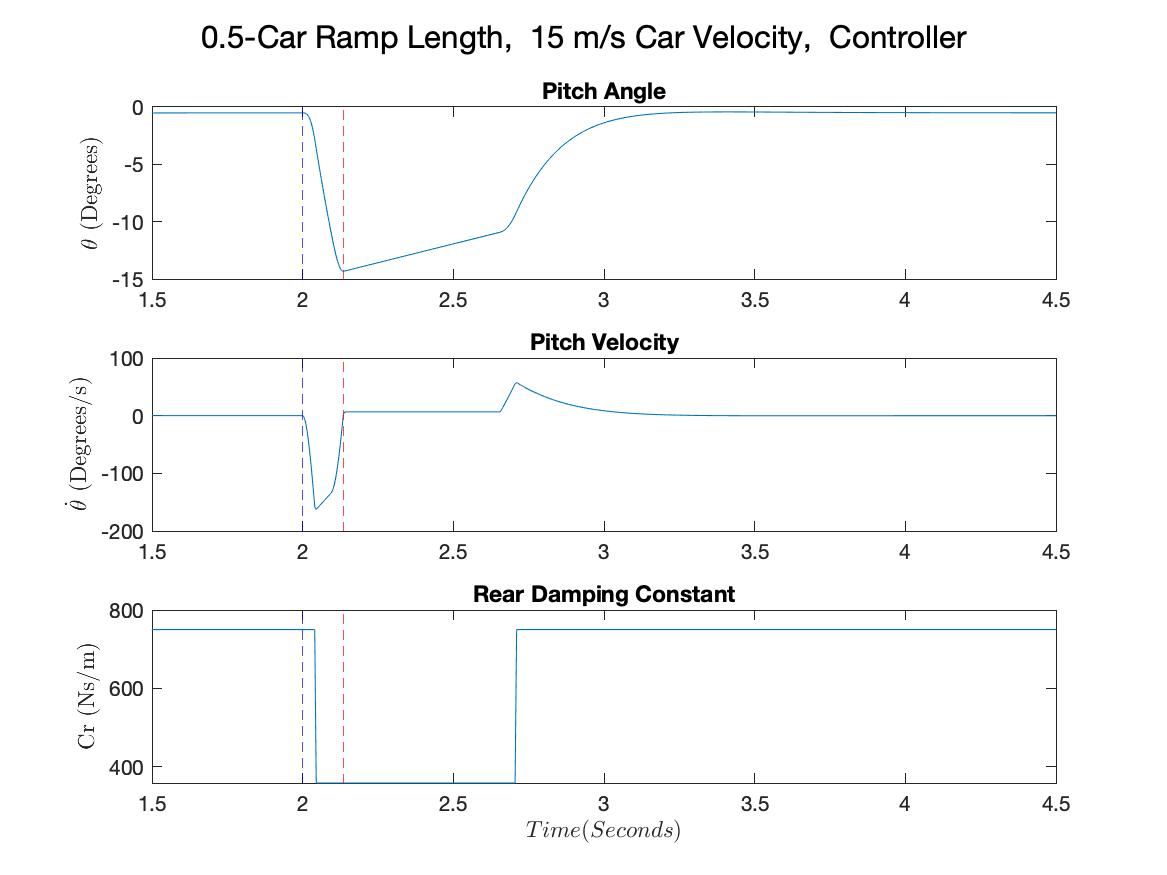 0.5-Car Ramp Length, 15 m/s Car Velocity, Controller
Pitch Angle
0
-5
-10
-15
θ (Degrees)
1.5 2 2.5 3 3.5 4 4.5
Pitch Velocity
100
0
-100
-200
θ̇ (Degrees/s)
1.5 2 2.5 3 3.5 4 4.5
Rear Damping Constant
800
600
400
Cr (Ns/m)
1.5 2 2.5 3 3.5 4 4.5
Time(Seconds)